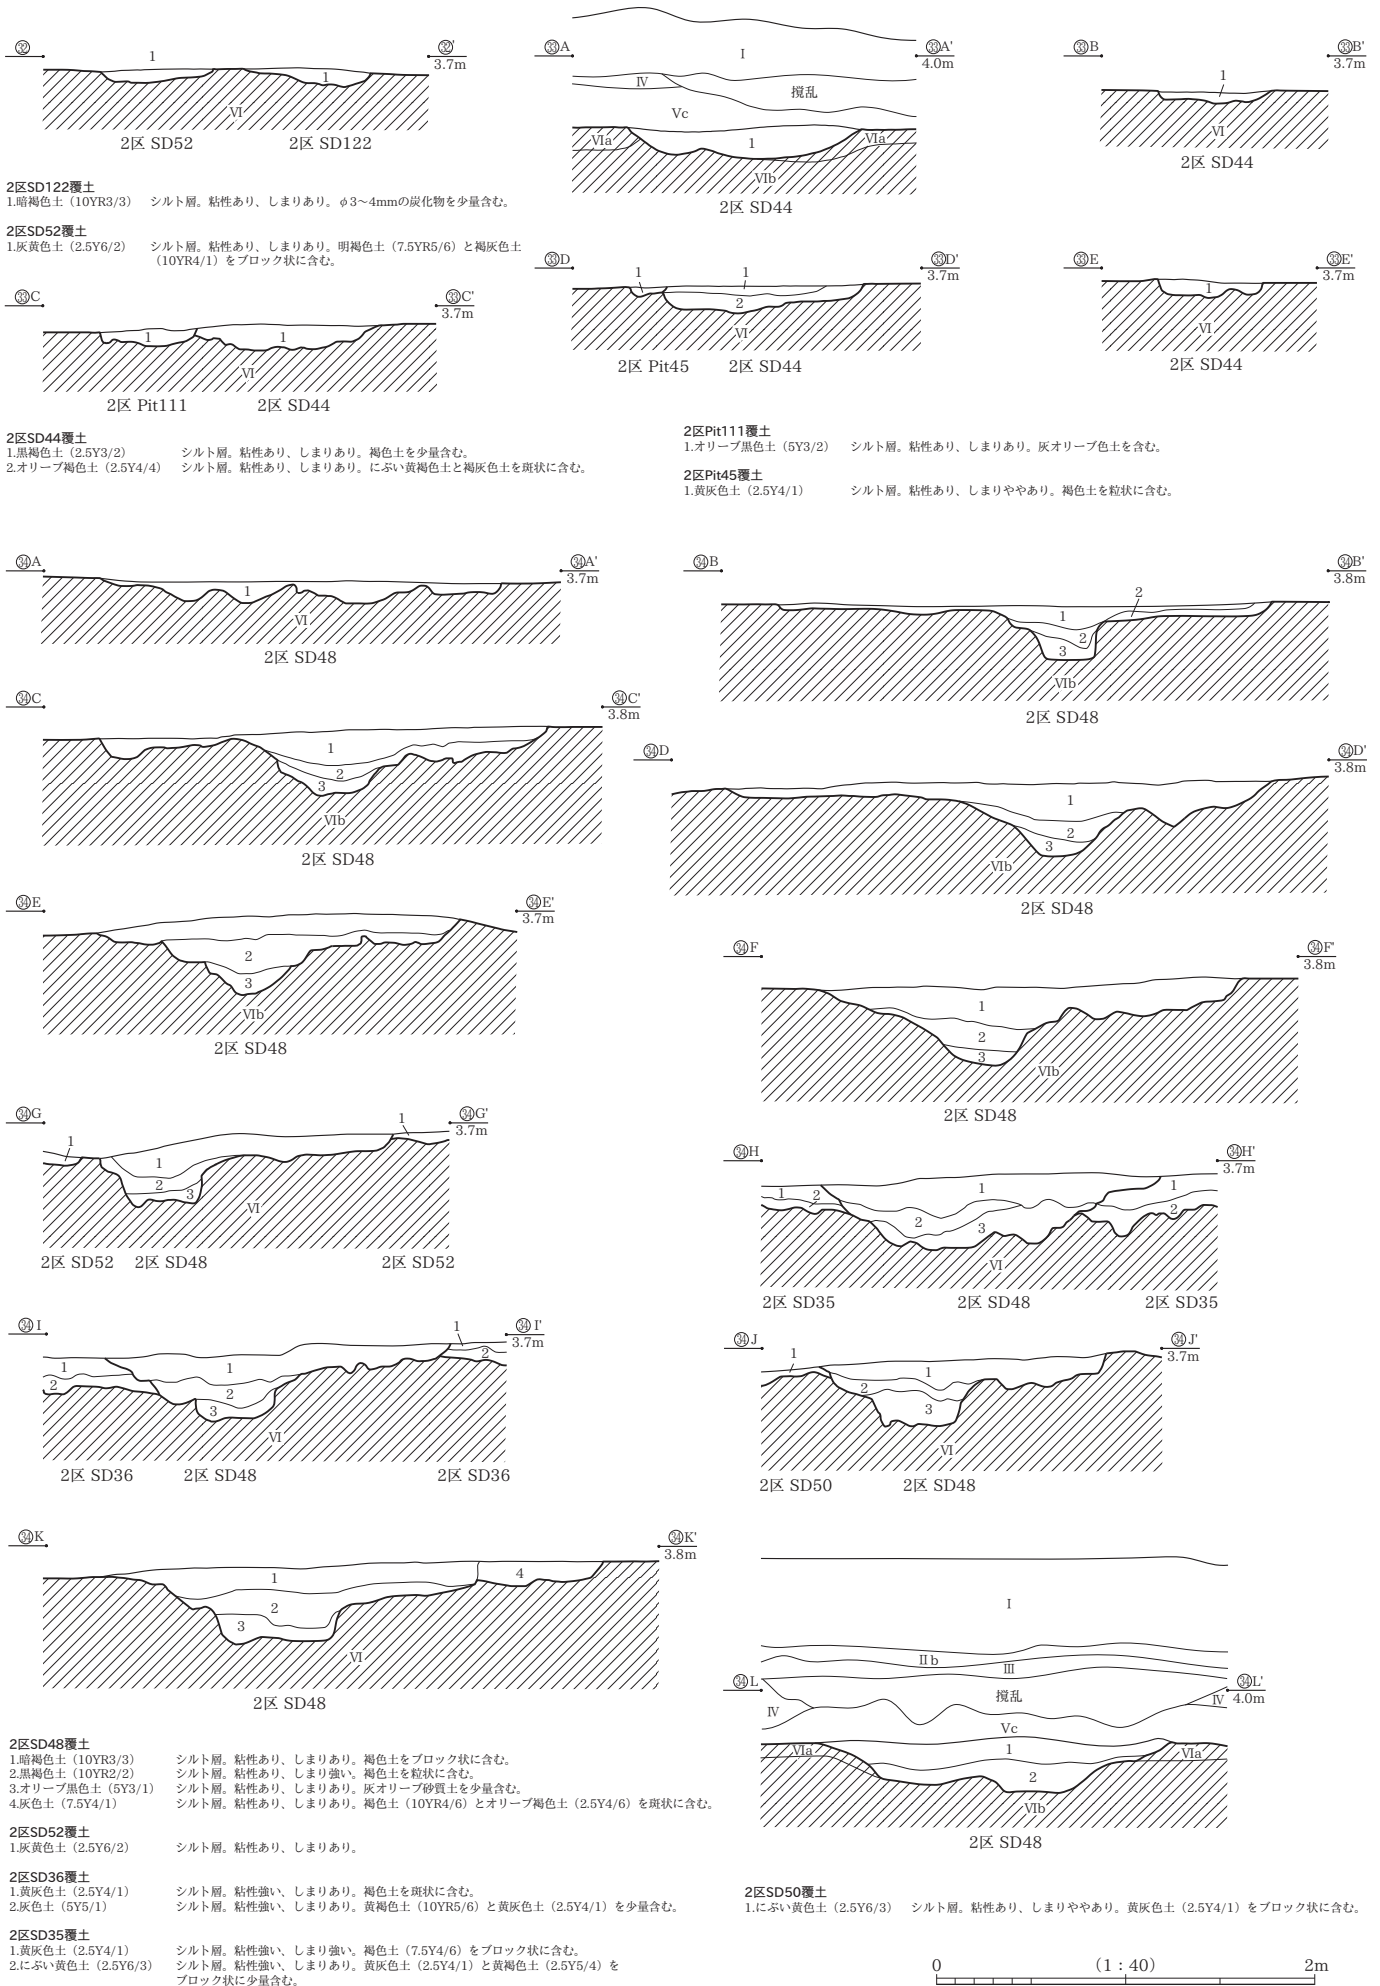 ㉜ ㉜' 3.7m
1 1
Ⅵ
2区 SD52 2区 SD122
㉝A ㉝A' 4.0m
Ⅰ
Ⅳ 撹乱
Ⅴc
Ⅵa 1 Ⅵa
Ⅵb
2区 SD44
㉝B ㉝B' 3.7m
1
Ⅵ
2区 SD44
2区SD122覆土
1.暗褐色土（10YR3/3） シルト層。粘性あり、しまりあり。φ3～4mmの炭化物を少量含む。
2区SD52覆土
1.灰黄色土（2.5Y6/2） シルト層。粘性あり、しまりあり。明褐色土（7.5YR5/6）と褐灰色土
（10YR4/1）をブロック状に含む。
㉝C ㉝C' 3.7m
1 1
Ⅵ
2区 Pit111 2区 SD44
㉝D ㉝D' 3.7m
1 1
2
Ⅵ
2区 Pit45 2区 SD44
㉝E ㉝E' 3.7m
1
Ⅵ
2区 SD44
2区SD44覆土
1.黒褐色土（2.5Y3/2） シルト層。粘性あり、しまりあり。褐色土を少量含む。
2.オリーブ褐色土（2.5Y4/4） シルト層。粘性あり、しまりあり。にぶい黄褐色土と褐灰色土を斑状に含む。
2区Pit111覆土
1.オリーブ黒色土（5Y3/2） シルト層。粘性あり、しまりあり。灰オリーブ色土を含む。
2区Pit45覆土
1.黄灰色土（2.5Y4/1） シルト層。粘性あり、しまりややあり。褐色土を粒状に含む。
㉞A ㉞A' 3.7m
1
Ⅵ
2区 SD48
㉞B ㉞B' 3.8m
2
1
2
3
Ⅵb
2区 SD48
㉞C ㉞C' 3.8m
1
2
3
Ⅵb
2区 SD48
㉞D ㉞D' 3.8m
1
2
3
Ⅵb
2区 SD48
㉞E ㉞E' 3.7m
2
3
Ⅵb
2区 SD48
㉞F ㉞F' 3.8m
1
2
3
Ⅵb
2区 SD48
㉞G ㉞G' 3.7m
1 1
1
2 3
Ⅵ
2区 SD52 2区 SD48 2区 SD52
㉞H ㉞H' 3.7m
1 2 1 1
2 3 2
Ⅵ
2区 SD35 2区 SD48 2区 SD35
㉞I ㉞I' 3.7m
1 1 1
2 2 2
3
Ⅵ
2区 SD36 2区 SD48 2区 SD36
㉞J ㉞J' 3.7m
1
1
2
3
Ⅵ
2区 SD50 2区 SD48
㉞K ㉞K' 3.8m
1 4
2
3
Ⅵ
2区 SD48
Ⅰ
Ⅱb
Ⅲ
㉞L ㉞L' 4.0m
撹乱
Ⅳ Ⅳ
Ⅴc
Ⅵa 1 Ⅵa
2
Ⅵb
2区 SD48
2区SD48覆土
1.暗褐色土（10YR3/3） シルト層。粘性あり、しまりあり。褐色土をブロック状に含む。
2.黒褐色土（10YR2/2） シルト層。粘性あり、しまり強い。褐色土を粒状に含む。
3.オリーブ黒色土（5Y3/1） シルト層。粘性あり、しまりあり。灰オリーブ砂質土を少量含む。
4.灰色土（7.5Y4/1） シルト層。粘性あり、しまりあり。褐色土（10YR4/6）とオリーブ褐色土（2.5Y4/6）を斑状に含む。
2区SD52覆土
1.灰黄色土（2.5Y6/2） シルト層。粘性あり、しまりあり。
2区SD36覆土
1.黄灰色土（2.5Y4/1） シルト層。粘性強い、しまりあり。褐色土を斑状に含む。
2.灰色土（5Y5/1） シルト層。粘性強い、しまりあり。黄褐色土（10YR5/6）と黄灰色土（2.5Y4/1）を少量含む。
2区SD35覆土
1.黄灰色土（2.5Y4/1） シルト層。粘性強い、しまり強い。褐色土（7.5Y4/6）をブロック状に含む。
2.にぶい黄色土（2.5Y6/3） シルト層。粘性強い、しまりあり。黄灰色土（2.5Y4/1）と黄褐色土（2.5Y5/4）を
ブロック状に少量含む。
2区SD50覆土
1.にぶい黄色土（2.5Y6/3） シルト層。粘性あり、しまりややあり。黄灰色土（2.5Y4/1）をブロック状に含む。
0 （1：40） 2m